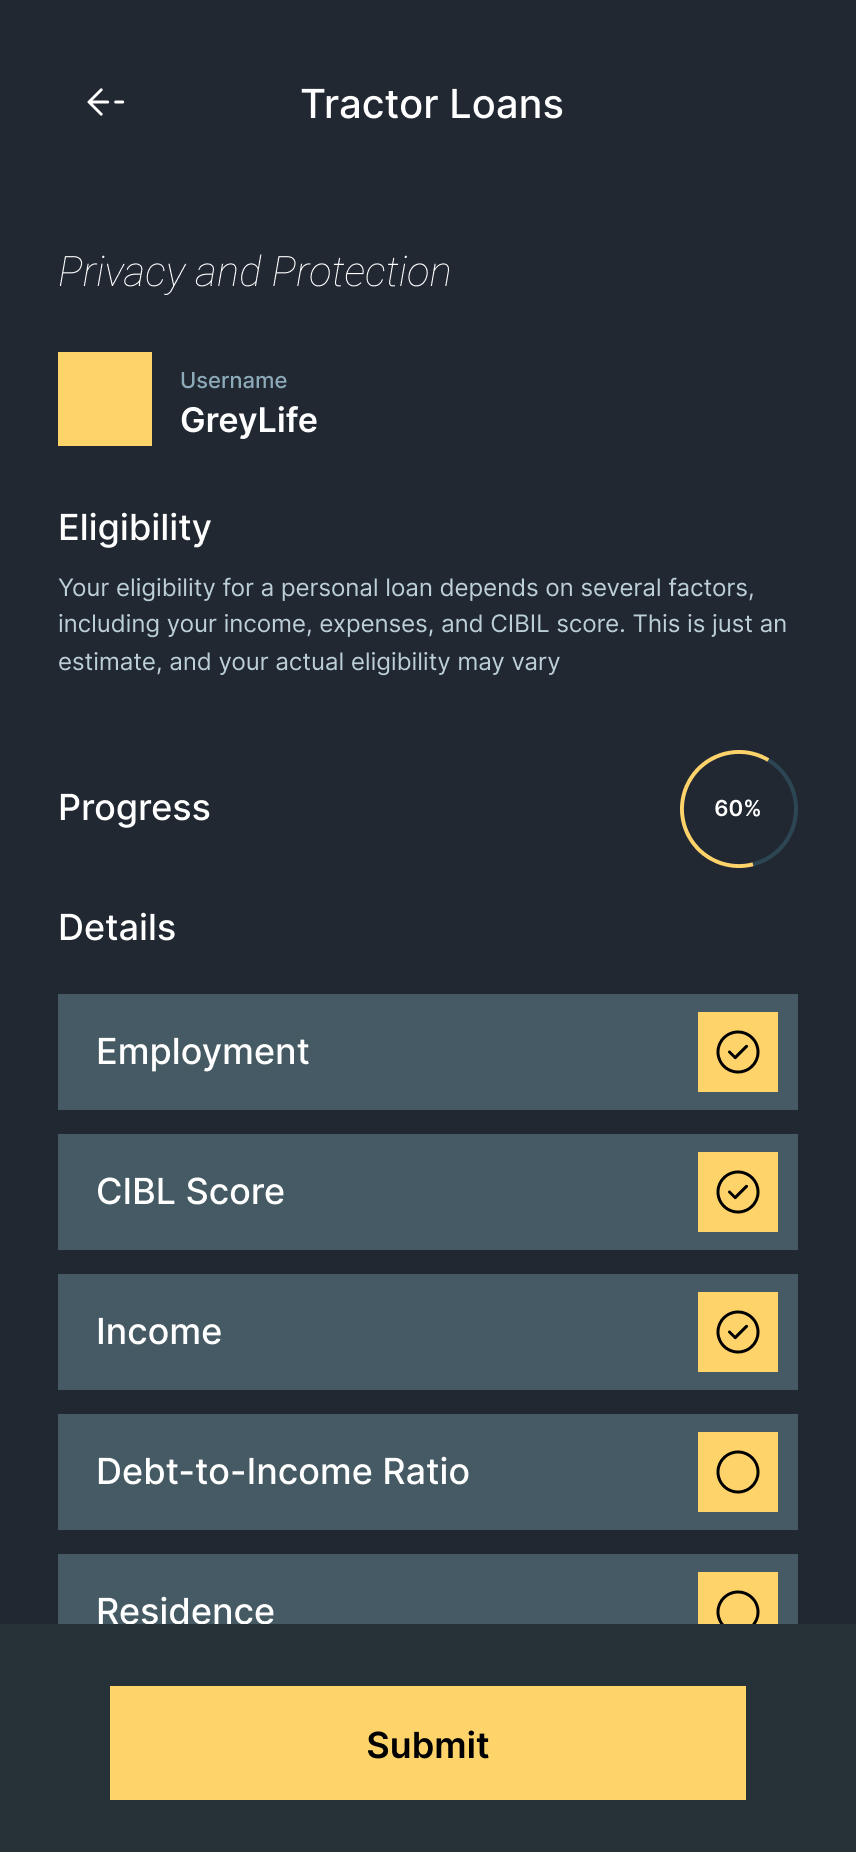 Tractor Loans
Privacy and Protection
Username
GreyLife
Eligibility
Your eligibility for a personal loan depends on several factors,
including your income, expenses, and CIBIL score. This is just an
estimate, and your actual eligibility may vary
Progress
60%
Details
Employment
CIBL Score
Income
Debt-to-Income Ratio
Residence
Submit